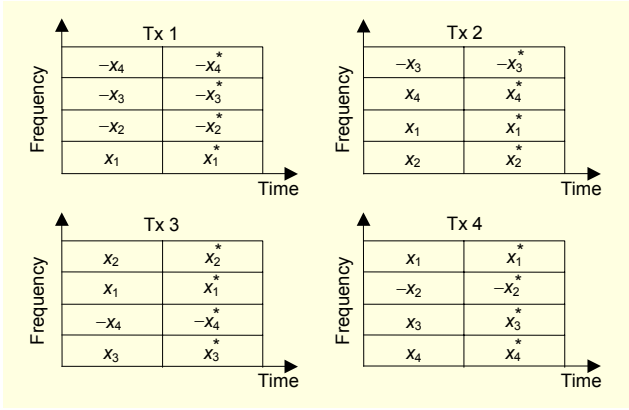 Tx 1
Frequency
–x₄ –x₄*
–x₃ –x₃*
–x₂ –x₂*
x₁ x₁*
Time
Tx 2
Frequency
–x₃ –x₃*
x₄ x₄*
x₁ x₁*
x₂ x₂*
Time
Tx 3
Frequency
x₂ x₂*
x₁ x₁*
–x₄ –x₄*
x₃ x₃*
Time
Tx 4
Frequency
x₁ x₁*
–x₂ –x₂*
x₃ x₃*
x₄ x₄*
Time